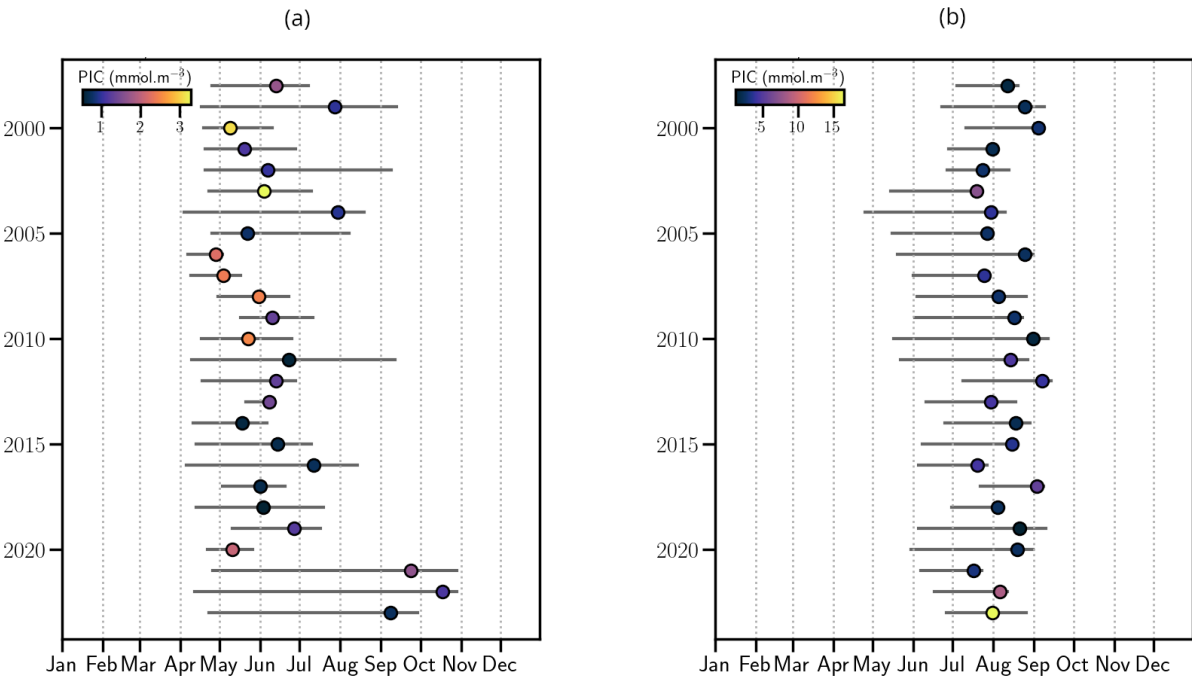 (a)
(b)
PIC (mmol.m⁻³)
1 2 3
2000
2005
2010
2015
2020
Jan Feb Mar Apr May Jun Jul Aug Sep Oct Nov Dec
PIC (mmol.m⁻³)
5 10 15
2000
2005
2010
2015
2020
Jan Feb Mar Apr May Jun Jul Aug Sep Oct Nov Dec